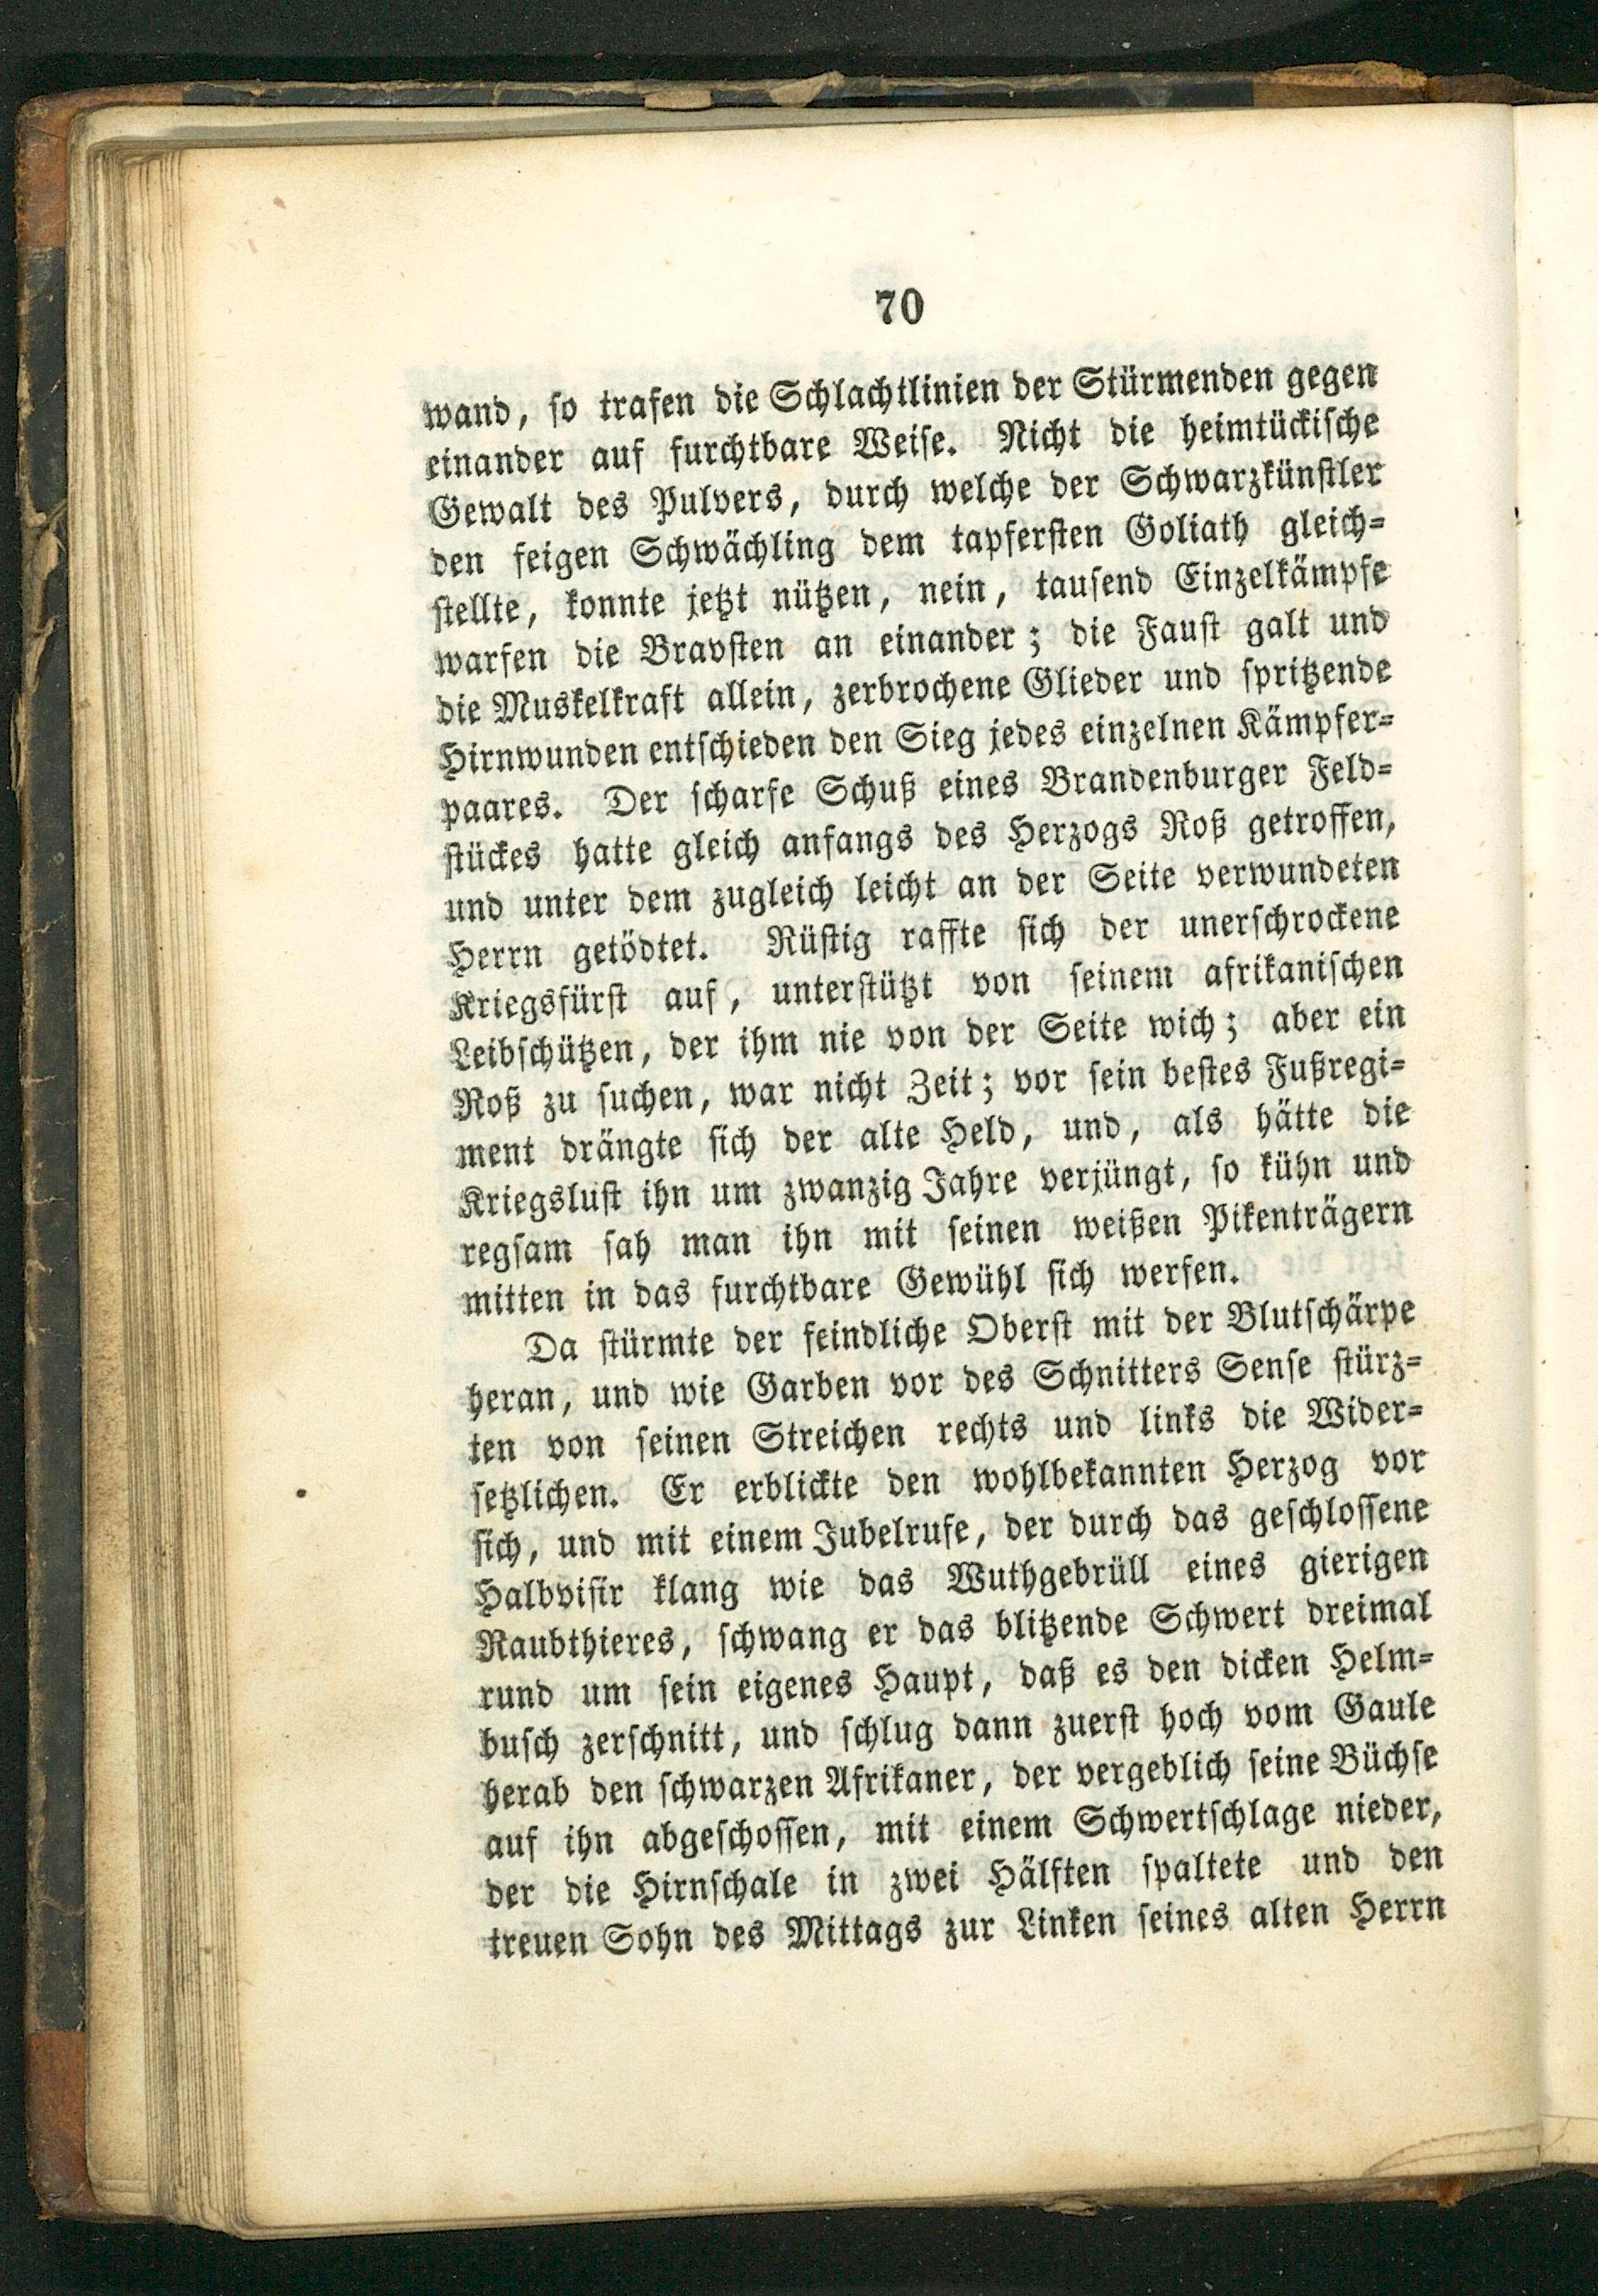 70
wand, so trafen die Schlachtlinien der Stürmenden gegen
einander auf furchtbare Weise. Nicht die heimtückische
Gewalt des Pulvers, durch welche der Schwarzkünstler
den feigen Schwächling dem tapfersten Goliath gleich=
stellte, konnte jetzt nützen, nein, tausend Einzelkämpfe
warfen die Bravsten an einander; die Faust galt und
die Muskelkraft allein, zerbrochene Glieder und spritzende
Hirnwunden entschieden den Sieg jedes einzelnen Kämpfer=
paares. Der scharfe Schuß eines Brandenburger Feld=
stückes hatte gleich anfangs des Herzogs Roß getroffen,
und unter dem zugleich leicht an der Seite verwundeten
Herrn getödtet. Rüstig raffte sich der unerschrockene
Kriegsfürst auf, unterstützt von seinem afrikanischen
Leibschützen, der ihm nie von der Seite wich; aber ein
Roß zu suchen, war nicht Zeit; vor sein bestes Fußregi=
ment drängte sich der alte Held, und, als hätte die
Kriegslust ihn um zwanzig Jahre verjüngt, so kühn und
regsam sah man ihn mit seinen weißen Pikenträgern
mitten in das furchtbare Gewühl sich werfen.
Da stürmte der feindliche Oberst mit der Blutschärpe
heran, und wie Garben vor des Schnitters Sense stürz=
ten von seinen Streichen rechts und links die Wider=
setzlichen. Er erblickte den wohlbekannten Herzog vor
sich, und mit einem Jubelrufe, der durch das geschlossene
Halbvisir klang wie das Wuthgebrüll eines gierigen
Raubthieres, schwang er das blitzende Schwert dreimal
rund um sein eigenes Haupt, daß es den dicken Helm=
busch zerschnitt, und schlug dann zuerst hoch vom Gaule
herab den schwarzen Afrikaner, der vergeblich seine Büchse
auf ihn abgeschossen, mit einem Schwertschlage nieder,
der die Hirnschale in zwei Hälften spaltete und den
treuen Sohn des Mittags zur Linken seines alten Herrn